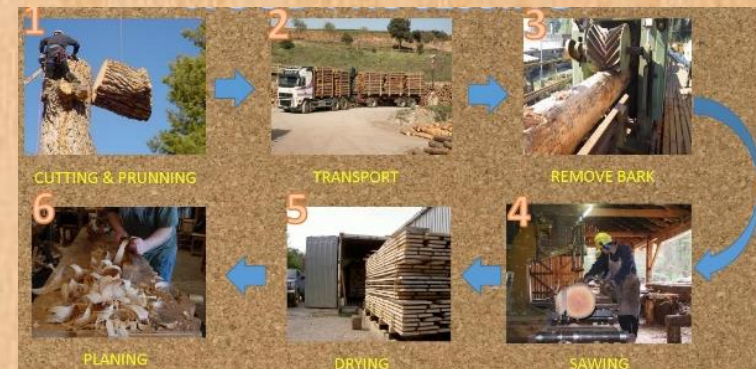 1
2
3
CUTTING & PRUNNING
TRANSPORT
REMOVE BARK
6
5
4
PLANING
DRYING
SAWING